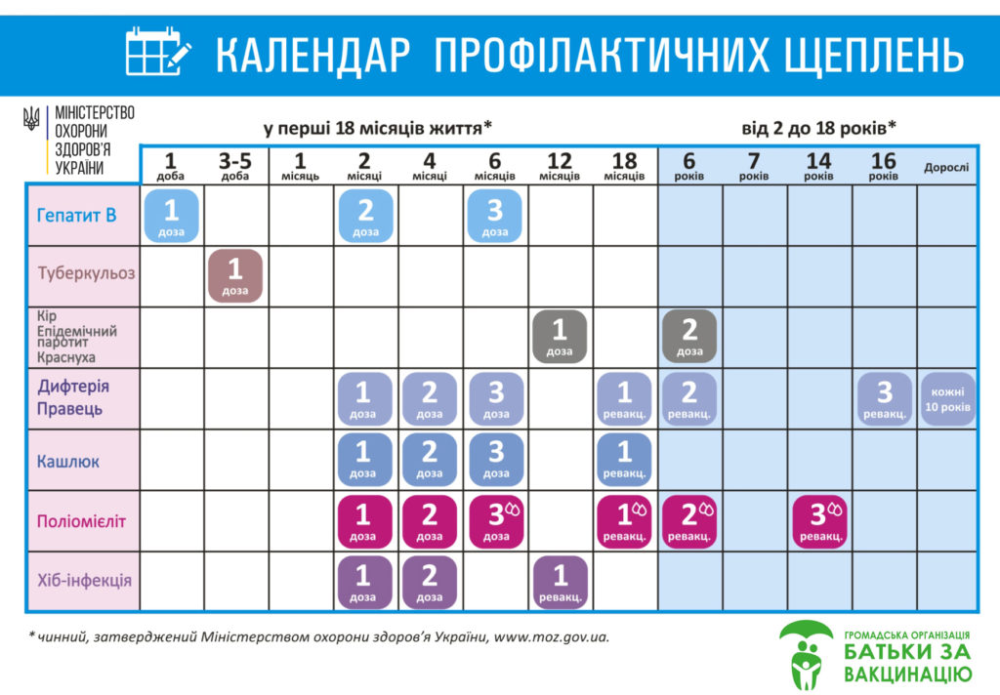 КАЛЕНДАР ПРОФІЛАКТИЧНИХ ЩЕПЛЕНЬ
МІНІСТЕРСТВО
ОХОРОНИ
ЗДОРОВ'Я
УКРАЇНИ
у перші 18 місяців життя*
від 2 до 18 років*
1 доба
3-5 доба
1 місяць
2 місяці
4 місяці
6 місяців
12 місяців
18 місяців
6 років
7 років
14 років
16 років
Дорослі
Гепатит В
1 доза
2 доза
3 доза
Туберкульоз
1 доза
Кір
Епідемічний
паротит
Краснуха
1 доза
2 доза
Дифтерія
Правець
1 доза
2 доза
3 доза
1 ревакц.
2 ревакц.
3 ревакц.
кожні
10 років
Кашлюк
1 доза
2 доза
3 доза
1 ревакц.
Поліомієліт
1 доза
2 доза
3 доза
1 ревакц.
2 ревакц.
3 ревакц.
Хіб-інфекція
1 доза
2 доза
1 ревакц.
* чинний, затверджений Міністерством охорони здоров'я України, www.moz.gov.ua.
ГРОМАДСЬКА ОРГАНІЗАЦІЯ
БАТЬКИ ЗА
ВАКЦИНАЦІЮ